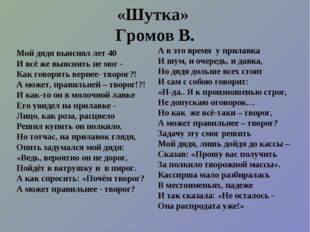 «Шутка»
Громов В.
Мой дядя выяснял лет 40
И всё же выяснить не мог -
Как говорить вернее- творог?!
А может, правильней – творог!?!
И как-то он в молочной лавке
Его увидел на прилавке -
Лицо, как роза, расцвело
Решил купить он полкило.
Но тотчас, на прилавок глядя,
Опять задумался мой дядя:
«Ведь, вероятно он не дорог,
Пойдёт в ватрушку и в пирог.
А как спросить: «Почём творог?
А может правильнее - творог?
А в это время у прилавка
И шум, и очередь, и давка,
Но дядя дольше всех стоит
И сам с собою говорит:
«Н-да.. Я к произношенью строг,
Не допускаю оговорок…
Но как же всё-таки – творог,
А может правильнее – творог?
Задачу эту смог решить
Мой дядя, лишь дойдя до кассы –
Сказав: «Прошу вас получить
За полкило творожной массы».
Кассирша мало разбиралась
В местоименьях, падеже
И так сказала: «Не осталось -
Она распродата уже!»